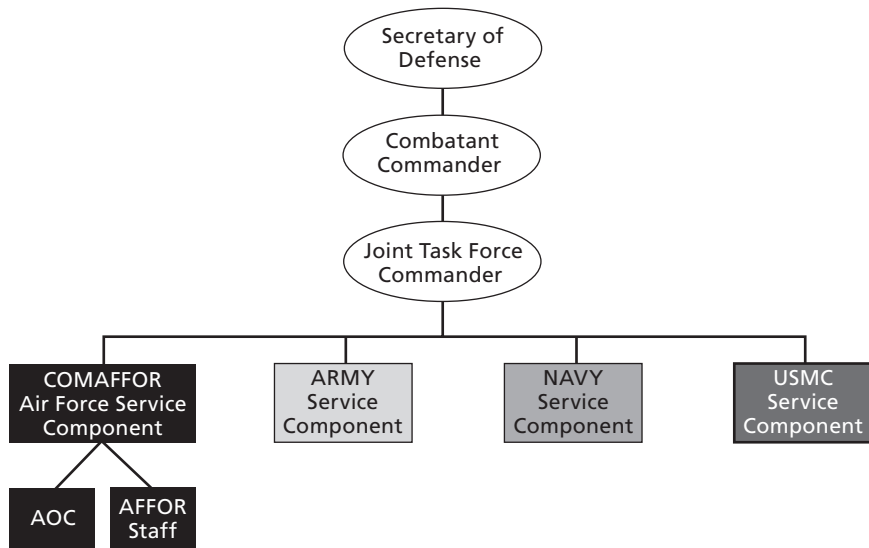 Secretary of
Defense
Combatant
Commander
Joint Task Force
Commander
COMAFFOR
Air Force Service
Component
ARMY
Service
Component
NAVY
Service
Component
USMC
Service
Component
AOC
AFFOR
Staff